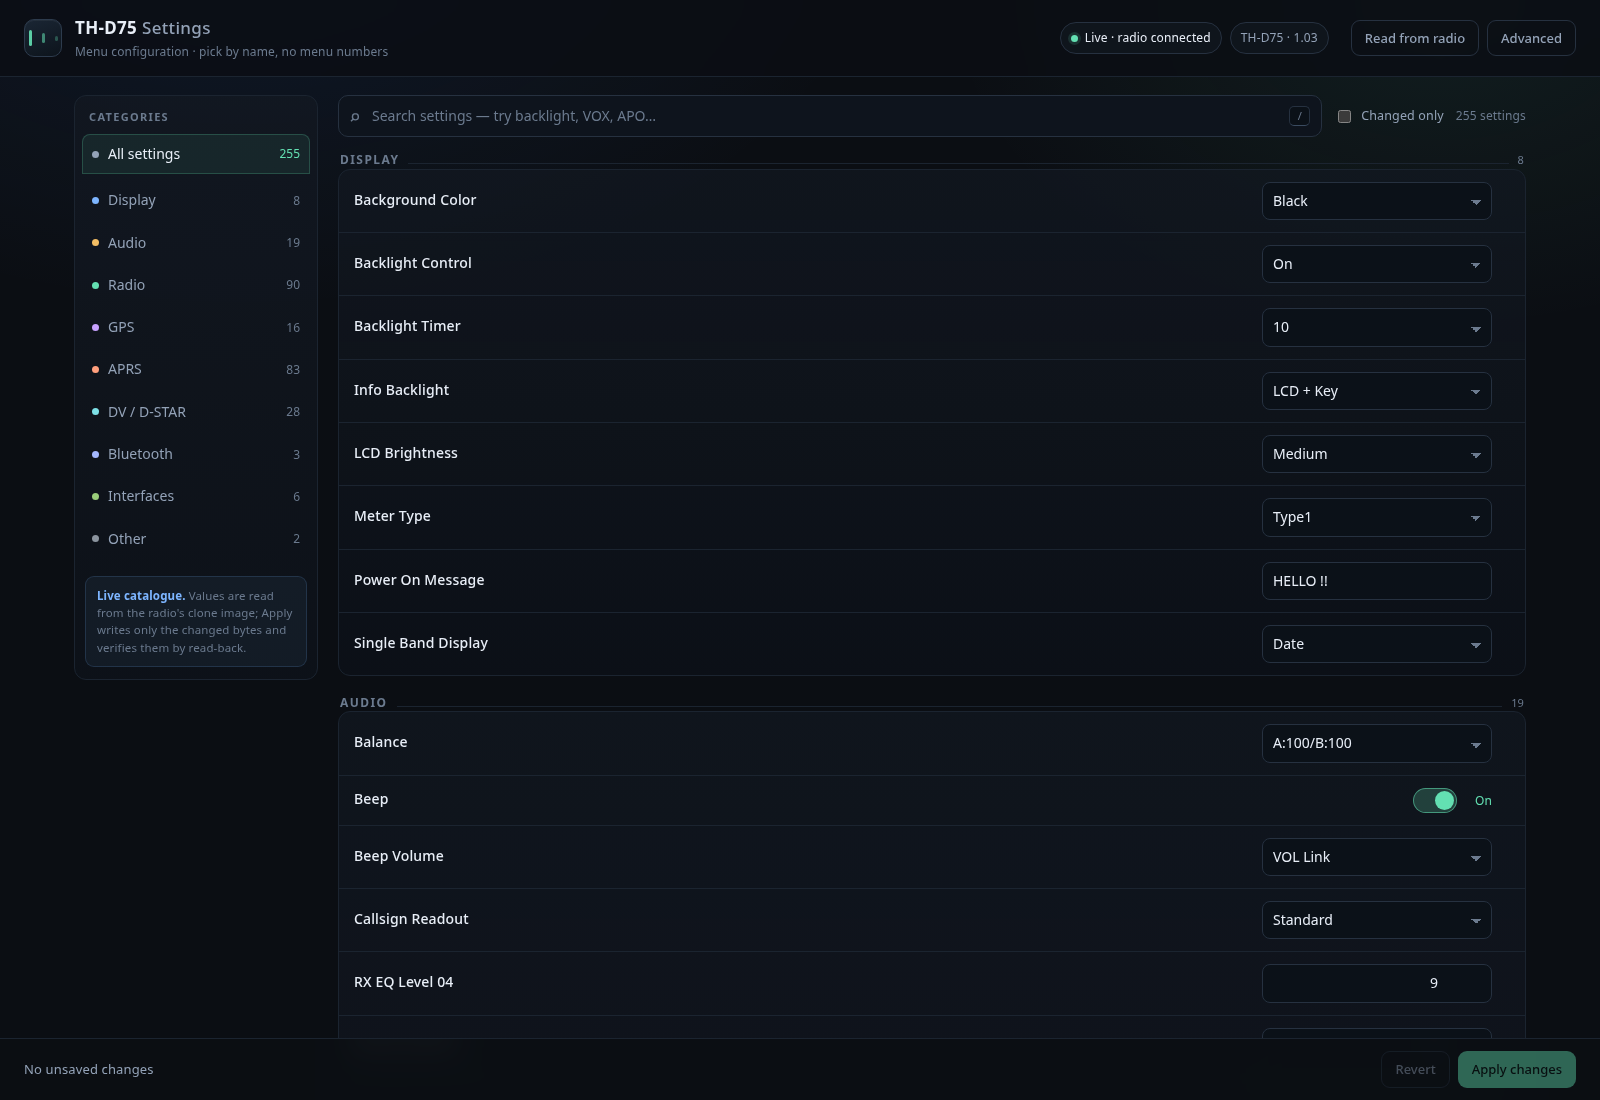 TH-D75 Settings
Menu configuration · pick by name, no menu numbers
Live · radio connected
TH-D75 · 1.03
Read from radio
Advanced
CATEGORIES
All settings 255
Display 8
Audio 19
Radio 90
GPS 16
APRS 83
DV / D-STAR 28
Bluetooth 3
Interfaces 6
Other 2
Live catalogue. Values are read
from the radio's clone image; Apply
writes only the changed bytes and
verifies them by read-back.
Search settings — try backlight, VOX, APO...
/
Changed only
255 settings
DISPLAY 8
Background Color Black
Backlight Control On
Backlight Timer 10
Info Backlight LCD + Key
LCD Brightness Medium
Meter Type Type1
Power On Message HELLO !!
Single Band Display Date
AUDIO 19
Balance A:100/B:100
Beep On
Beep Volume VOL Link
Callsign Readout Standard
RX EQ Level 04 9
No unsaved changes
Revert
Apply changes